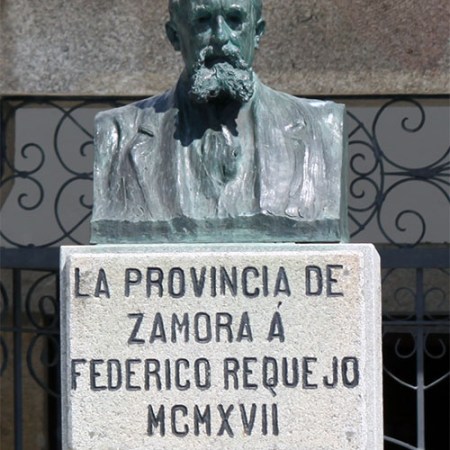 LA PROVINCIA DE
ZAMORA Á
FEDERICO REQUEJO
MCMXVII